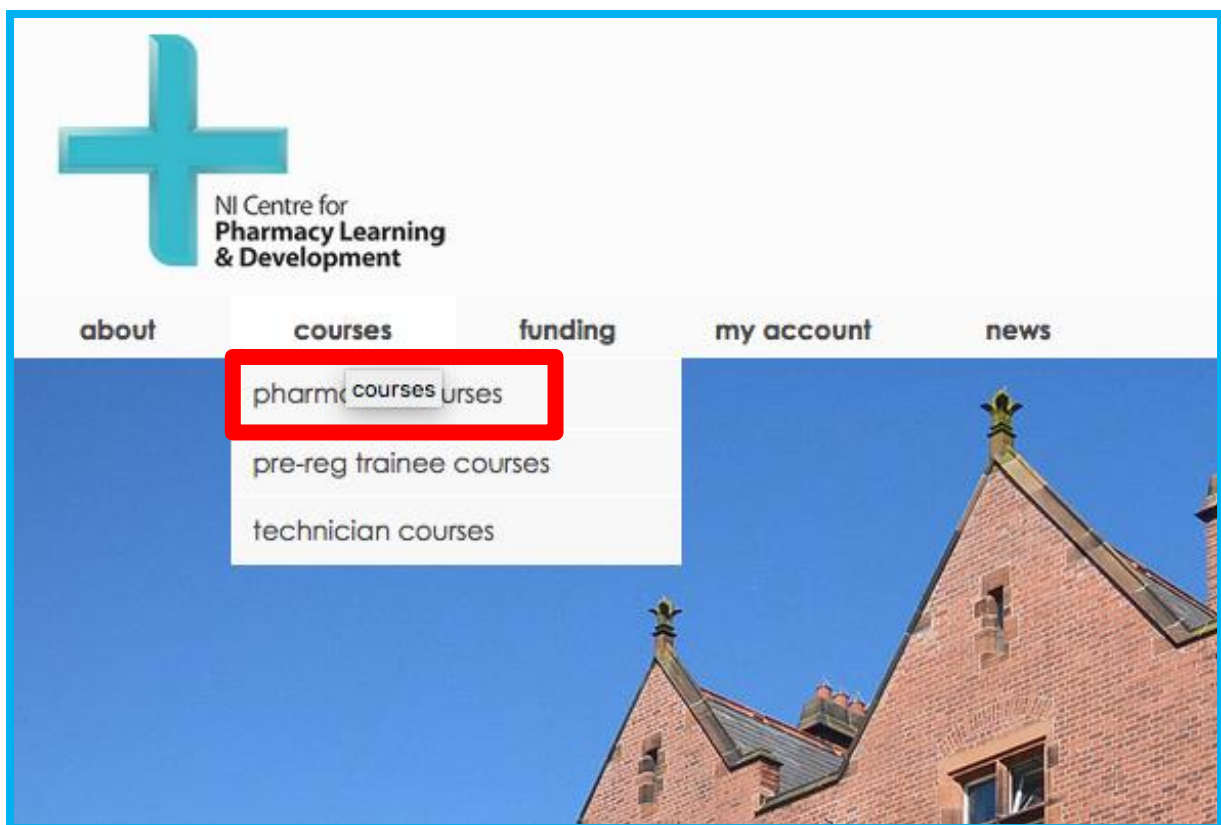 NI Centre for
Pharmacy Learning
& Development
about courses funding my account news
courses
pre-reg trainee courses
technician courses